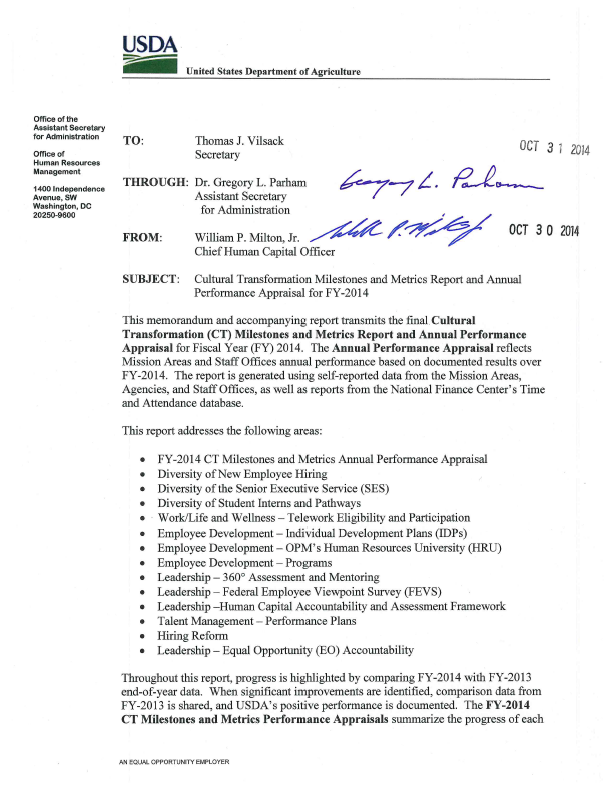 USDA
United States Department of Agriculture
Office of the
Assistant Secretary
for Administration
Office of
Human Resources
Management
1400 Independence
Avenue, SW
Washington, DC
20250-9600
TO: Thomas J. Vilsack
Secretary
OCT 31 2014
THROUGH: Dr. Gregory L. Parham
Assistant Secretary
for Administration
Gregory L. Parham
FROM: William P. Milton, Jr.
Chief Human Capital Officer
OCT 30 2014
SUBJECT: Cultural Transformation Milestones and Metrics Report and Annual
Performance Appraisal for FY-2014
This memorandum and accompanying report transmits the final Cultural
Transformation (CT) Milestones and Metrics Report and Annual Performance
Appraisal for Fiscal Year (FY) 2014. The Annual Performance Appraisal reflects
Mission Areas and Staff Offices annual performance based on documented results over
FY-2014. The report is generated using self-reported data from the Mission Areas,
Agencies, and Staff Offices, as well as reports from the National Finance Center's Time
and Attendance database.
This report addresses the following areas:
• FY-2014 CT Milestones and Metrics Annual Performance Appraisal
• Diversity of New Employee Hiring
• Diversity of the Senior Executive Service (SES)
• Diversity of Student Interns and Pathways
• Work/Life and Wellness – Telework Eligibility and Participation
• Employee Development – Individual Development Plans (IDPs)
• Employee Development – OPM's Human Resources University (HRU)
• Employee Development – Programs
• Leadership – 360° Assessment and Mentoring
• Leadership – Federal Employee Viewpoint Survey (FEVS)
• Leadership –Human Capital Accountability and Assessment Framework
• Talent Management – Performance Plans
• Hiring Reform
• Leadership – Equal Opportunity (EO) Accountability
Throughout this report, progress is highlighted by comparing FY-2014 with FY-2013
end-of-year data. When significant improvements are identified, comparison data from
FY-2013 is shared, and USDA's positive performance is documented. The FY-2014
CT Milestones and Metrics Performance Appraisals summarize the progress of each
AN EQUAL OPPORTUNITY EMPLOYER